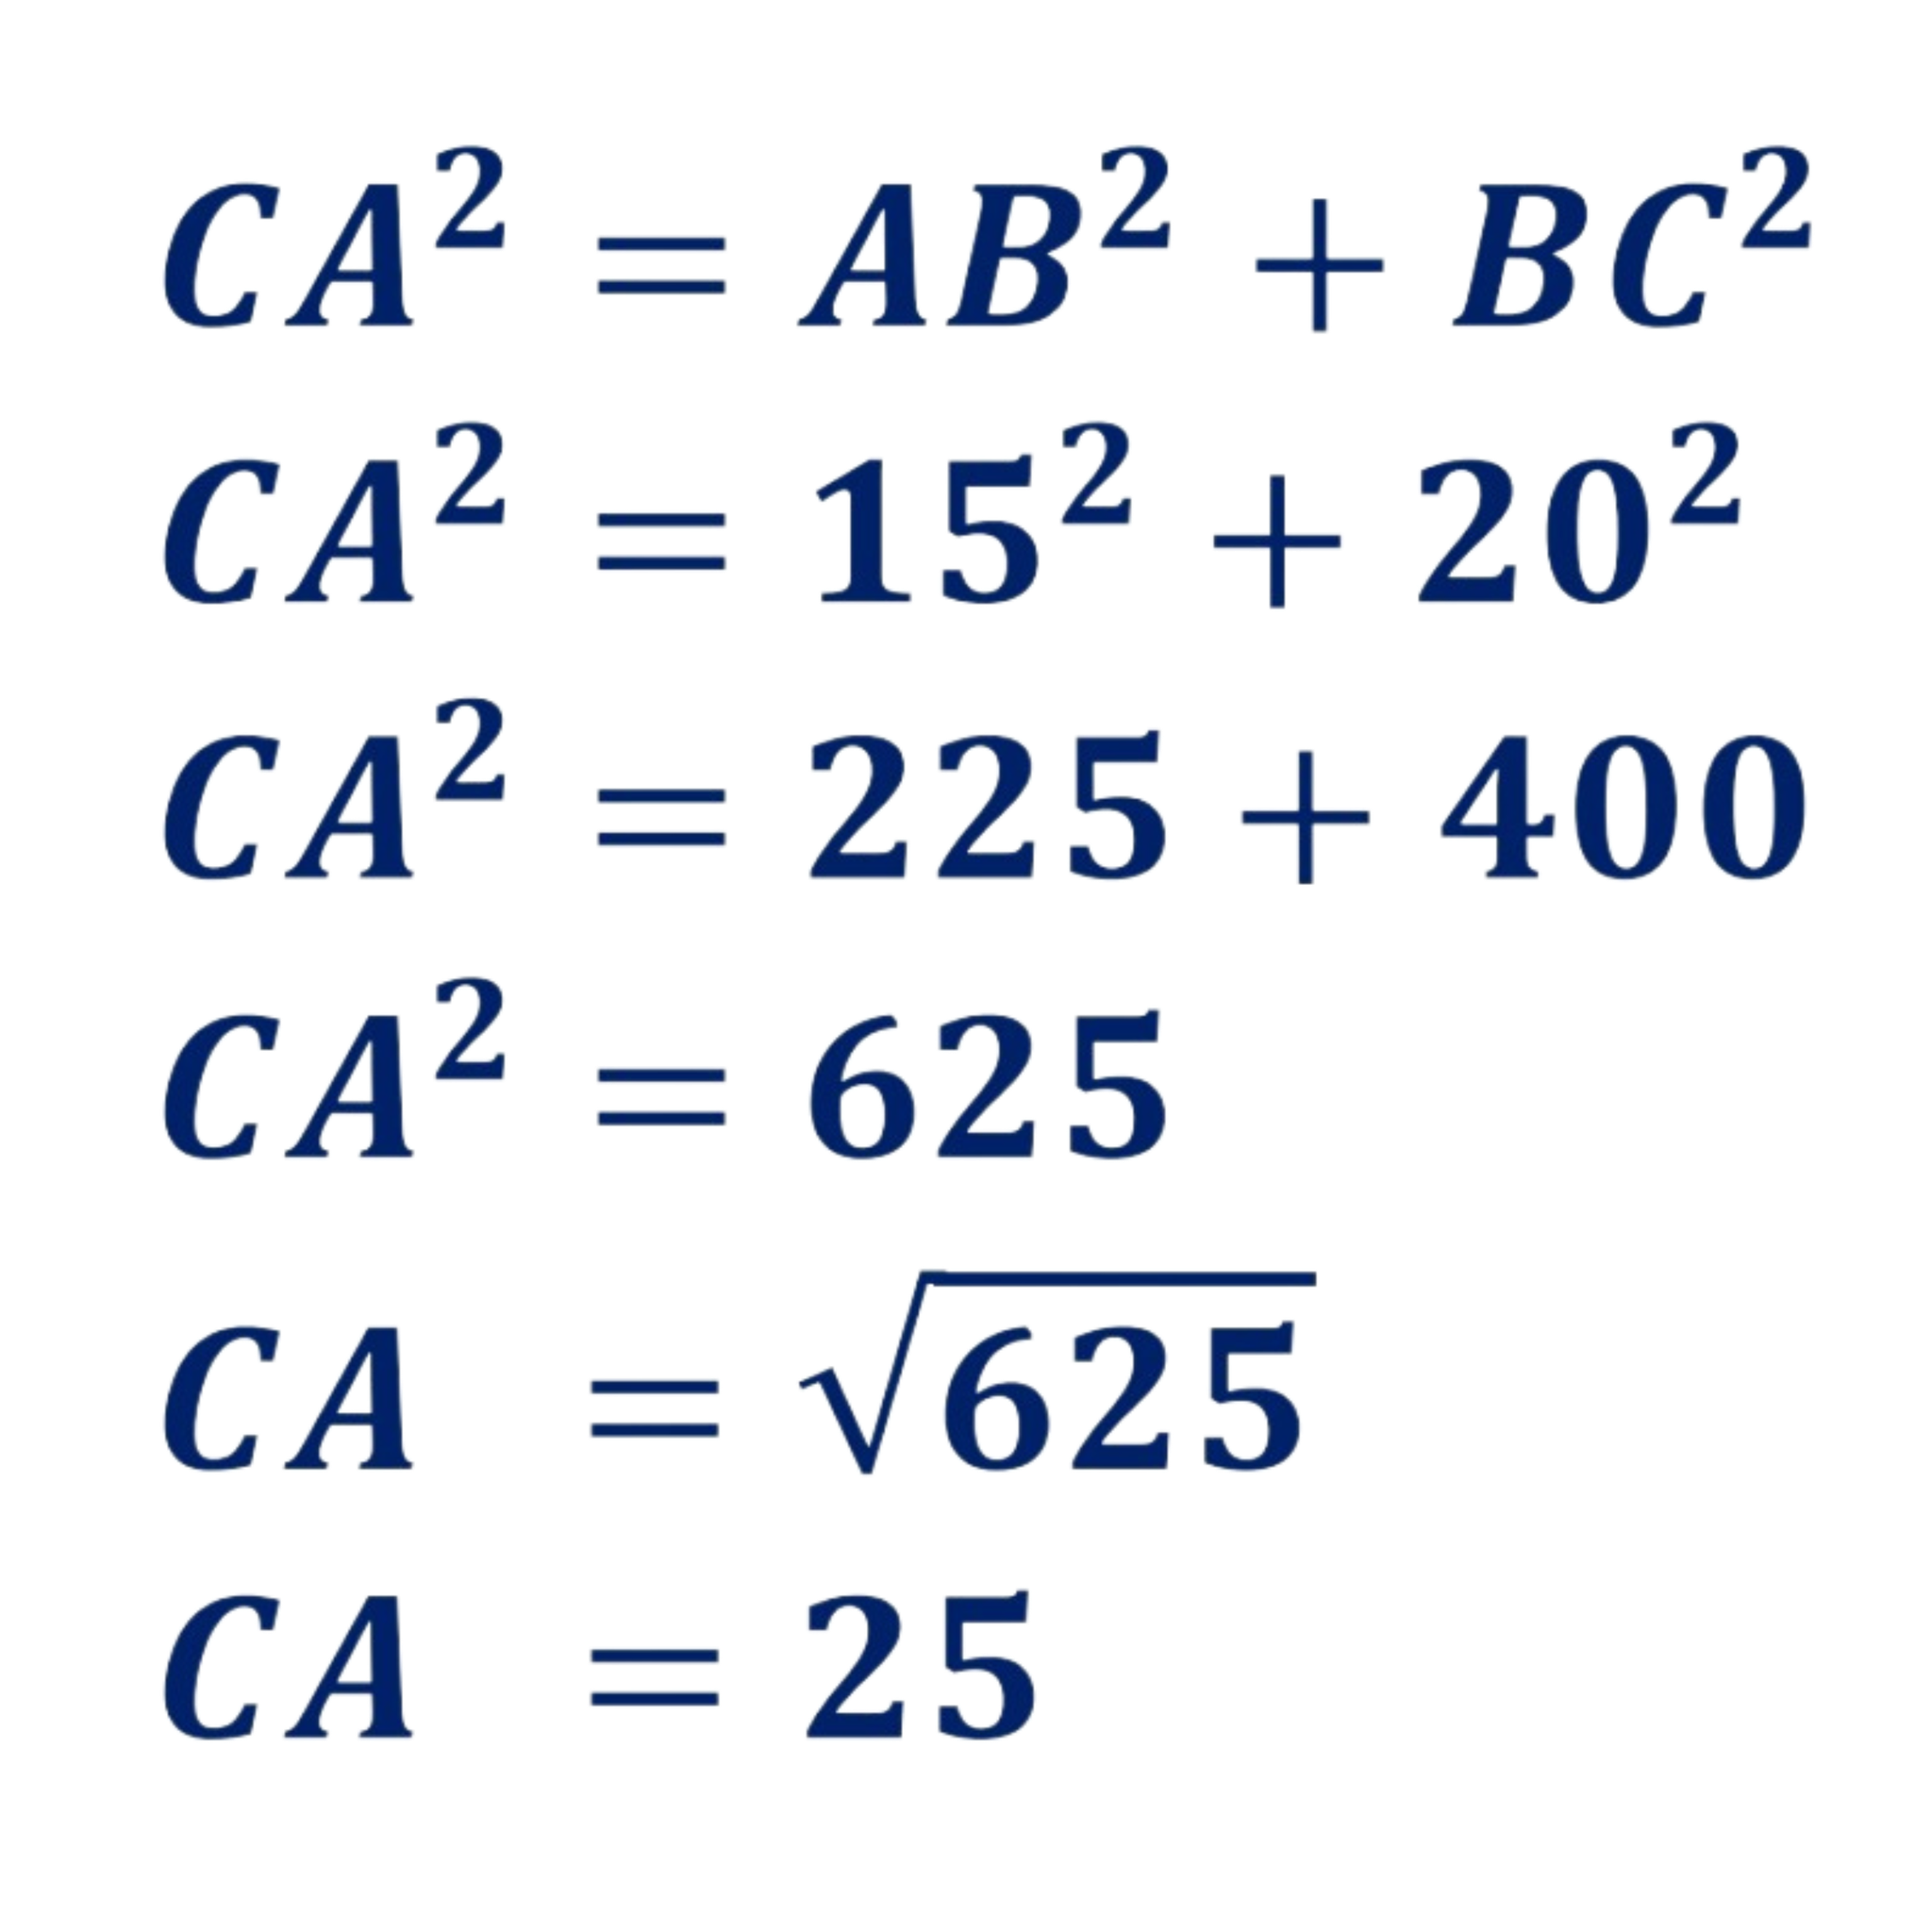 CA² = AB² + BC²
CA² = 15² + 20²
CA² = 225 + 400
CA² = 625
CA = √625
CA = 25